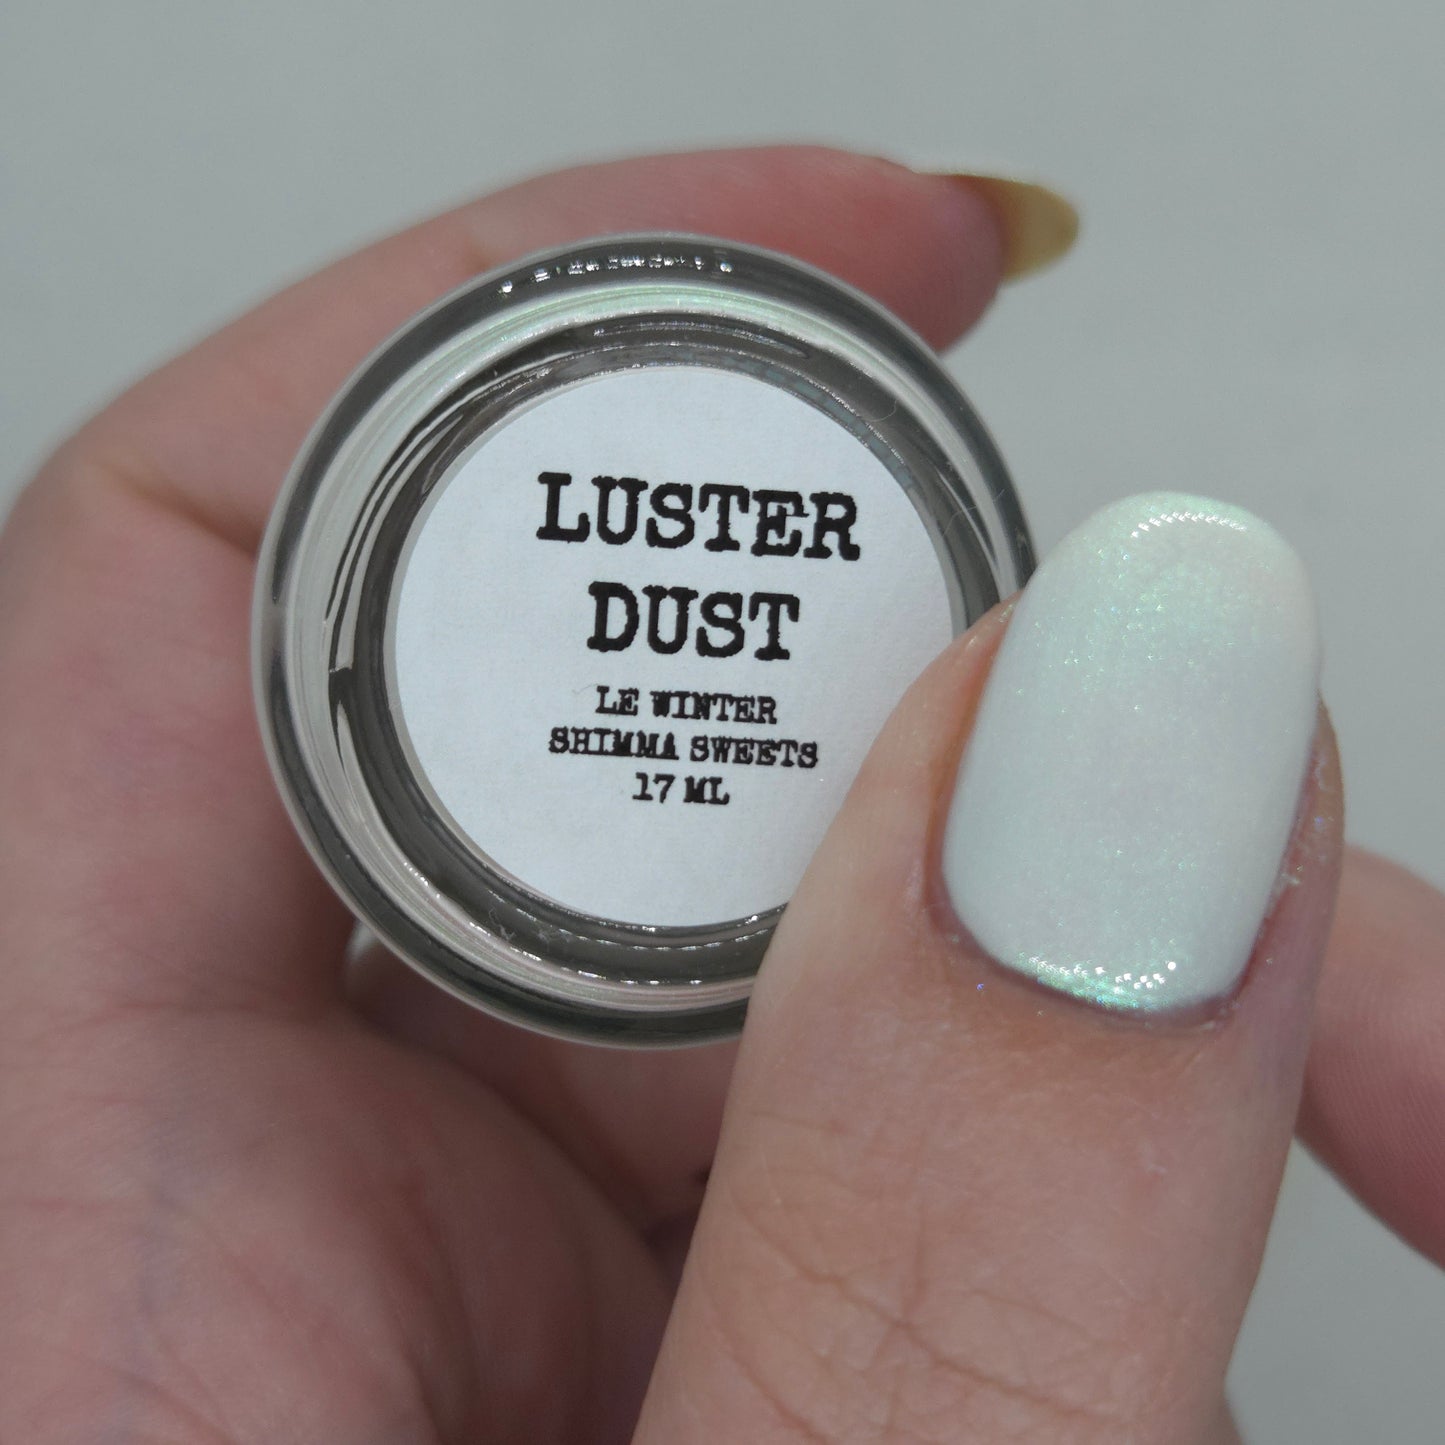 LUSTER
DUST
LE WINTER
SHIMMA SWEETS
17 ML